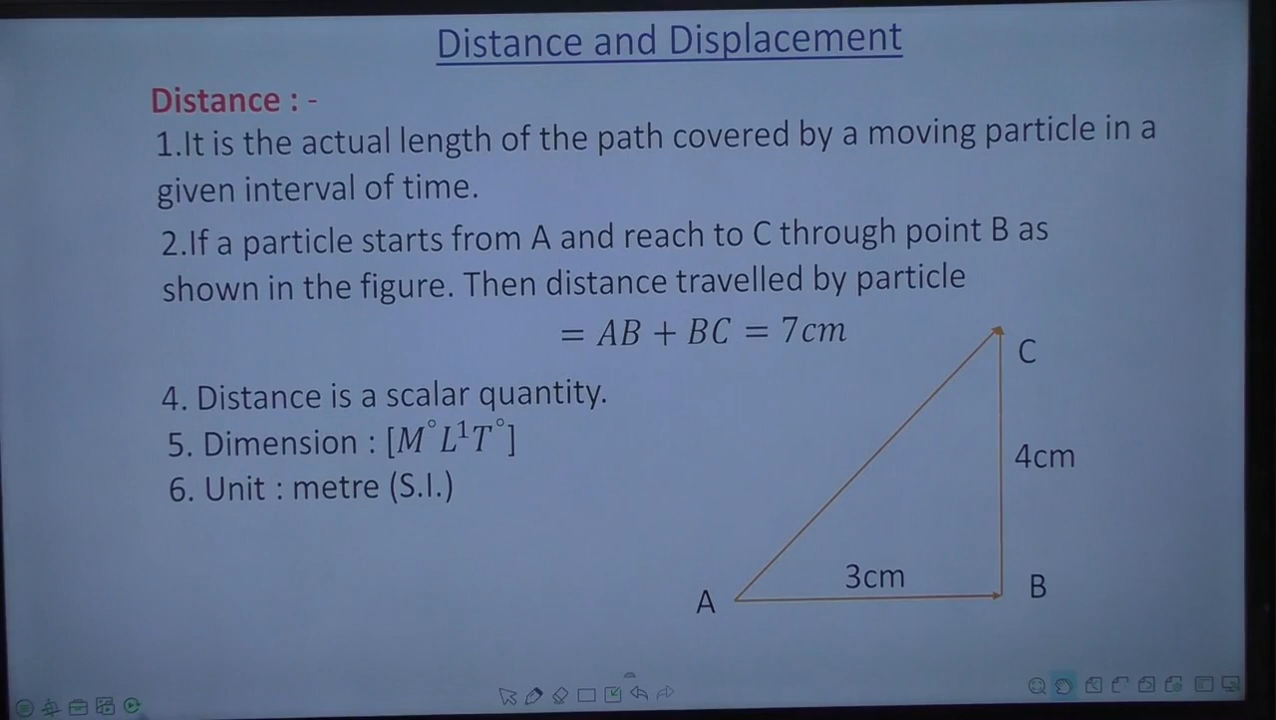 Distance and Displacement
Distance : -
1.It is the actual length of the path covered by a moving particle in a
given interval of time.
2.If a particle starts from A and reach to C through point B as
shown in the figure. Then distance travelled by particle
= AB + BC = 7cm
C
4. Distance is a scalar quantity.
5. Dimension : [M°L¹T°]
4cm
6. Unit : metre (S.I.)
3cm
A
B